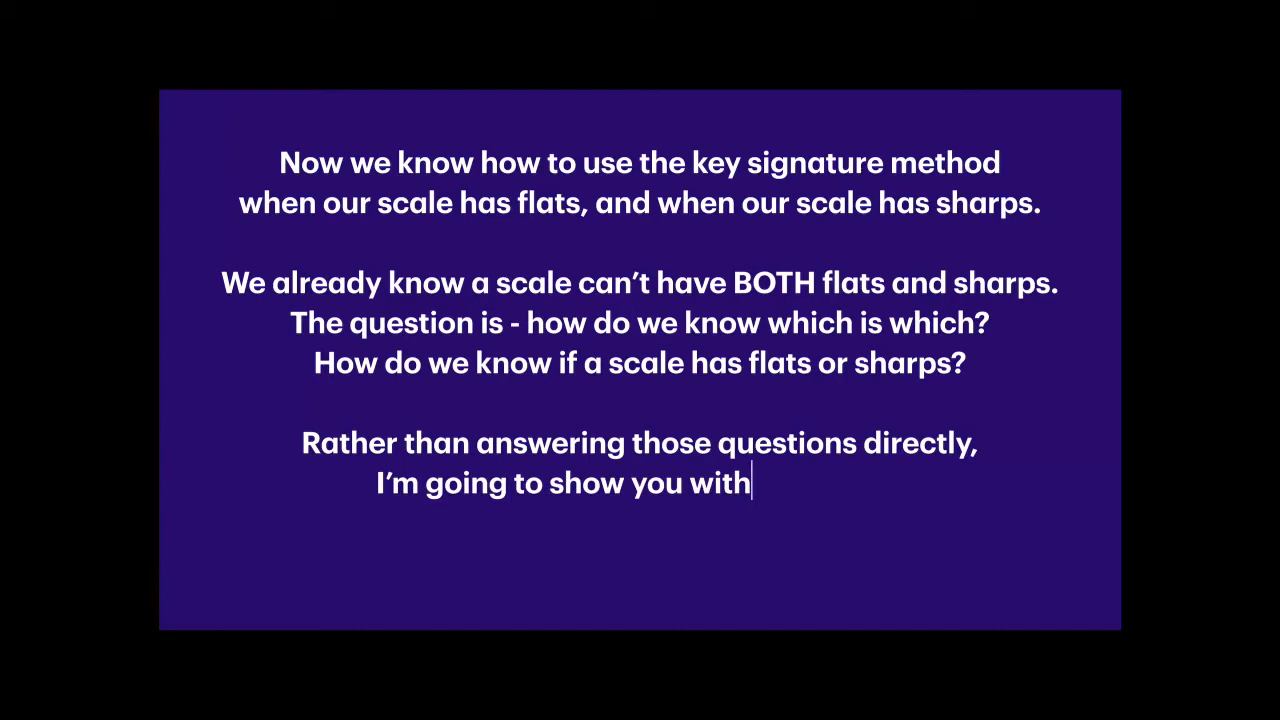 Now we know how to use the key signature method
when our scale has flats, and when our scale has sharps.
We already know a scale can’t have BOTH flats and sharps.
The question is - how do we know which is which?
How do we know if a scale has flats or sharps?
Rather than answering those questions directly,
I’m going to show you with